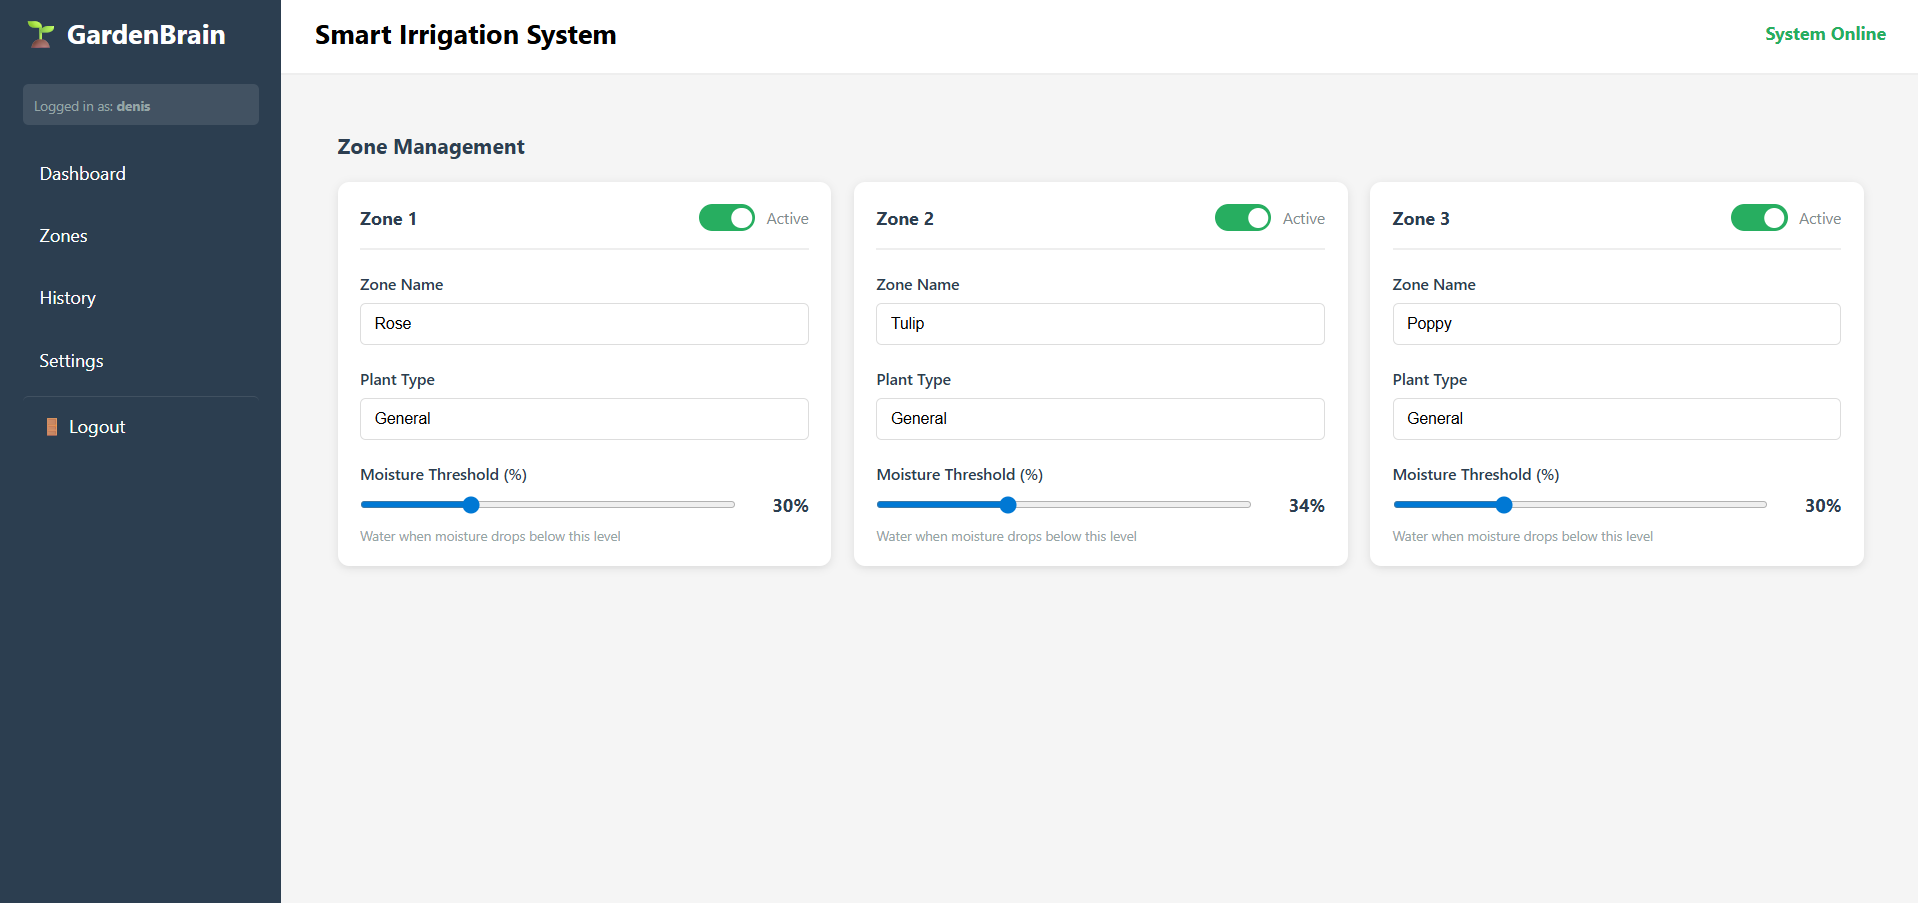 GardenBrain
Logged in as: denis
Dashboard
Zones
History
Settings
Logout
Smart Irrigation System
System Online
Zone Management
Zone 1
Active
Zone Name
Rose
Plant Type
General
Moisture Threshold (%)
30%
Water when moisture drops below this level
Zone 2
Active
Zone Name
Tulip
Plant Type
General
Moisture Threshold (%)
34%
Water when moisture drops below this level
Zone 3
Active
Zone Name
Poppy
Plant Type
General
Moisture Threshold (%)
30%
Water when moisture drops below this level